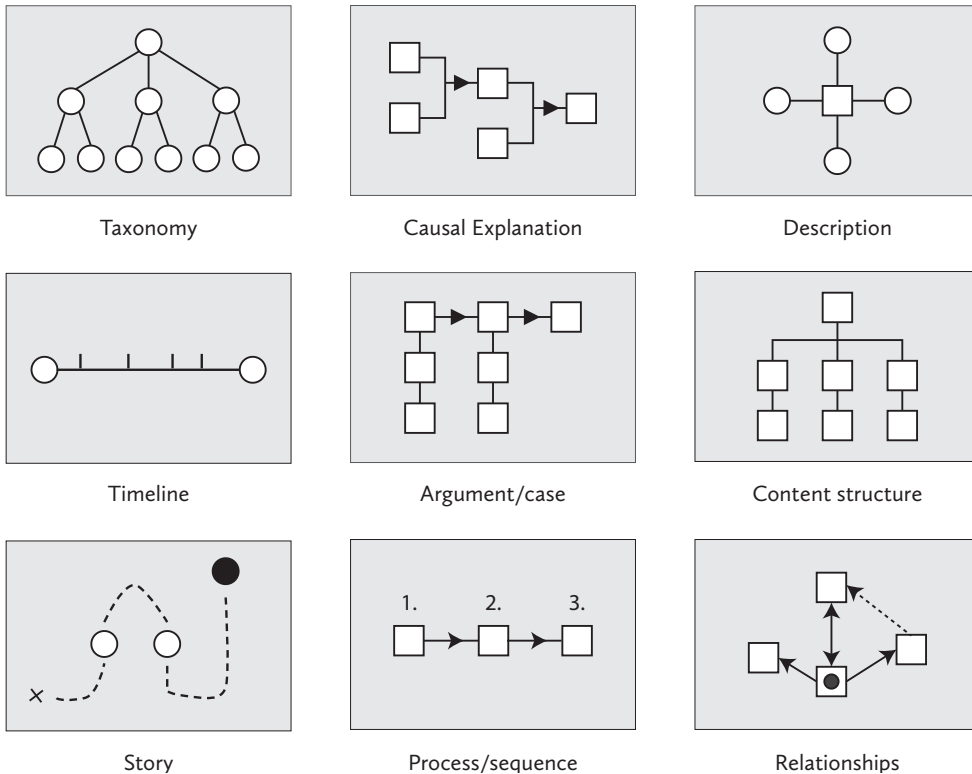 Taxonomy
Causal Explanation
Description
Timeline
Argument/case
Content structure
1. 2. 3.
Story
Process/sequence
Relationships